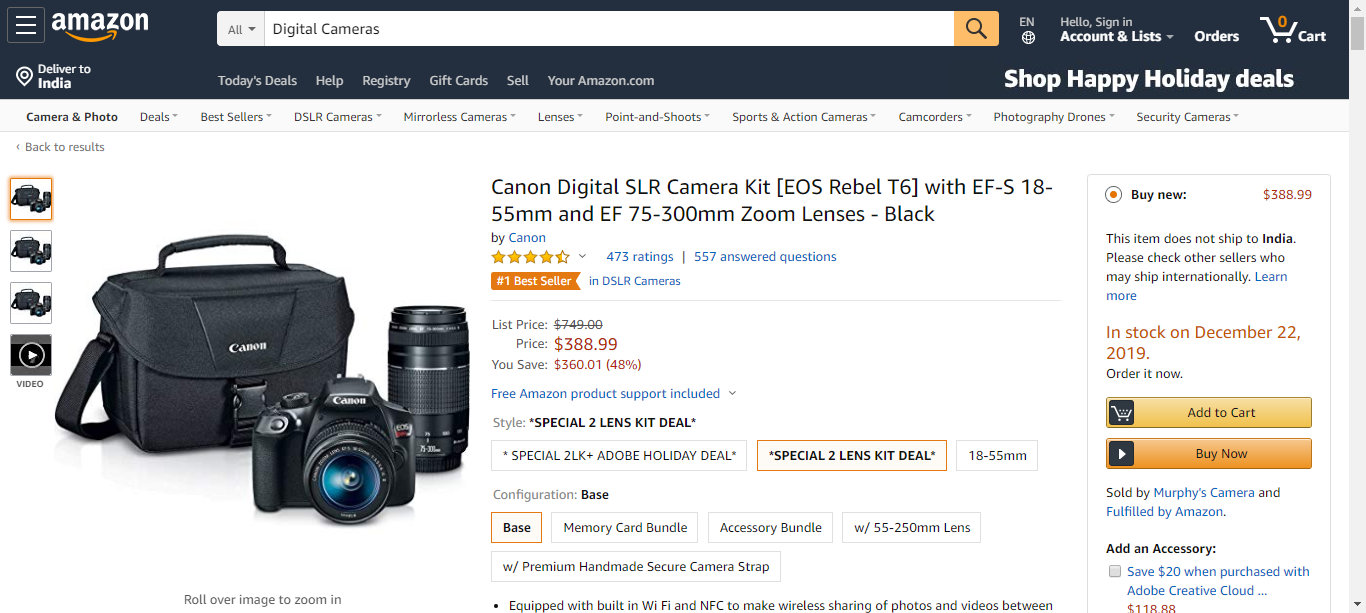 amazon
All
Digital Cameras
EN
Hello, Sign in
Account & Lists
Orders
0
Cart
Deliver to
India
Today's Deals
Help
Registry
Gift Cards
Sell
Your Amazon.com
Shop Happy Holiday deals
Camera & Photo
Deals
Best Sellers
DSLR Cameras
Mirrorless Cameras
Lenses
Point-and-Shoots
Sports & Action Cameras
Camcorders
Photography Drones
Security Cameras
‹ Back to results
VIDEO
Canon
Canon
EOS
75-300mm
Roll over image to zoom in
Canon Digital SLR Camera Kit [EOS Rebel T6] with EF-S 18-
55mm and EF 75-300mm Zoom Lenses - Black
by Canon
473 ratings | 557 answered questions
#1 Best Seller in DSLR Cameras
List Price: $749.00
Price: $388.99
You Save: $360.01 (48%)
Free Amazon product support included
Style: *SPECIAL 2 LENS KIT DEAL*
* SPECIAL 2LK+ ADOBE HOLIDAY DEAL*
*SPECIAL 2 LENS KIT DEAL*
18-55mm
Configuration: Base
Base
Memory Card Bundle
Accessory Bundle
w/ 55-250mm Lens
w/ Premium Handmade Secure Camera Strap
• Equipped with built in Wi Fi and NFC to make wireless sharing of photos and videos between
Buy new: $388.99
This item does not ship to India.
Please check other sellers who
may ship internationally. Learn
more
In stock on December 22,
2019.
Order it now.
Add to Cart
Buy Now
Sold by Murphy's Camera and
Fulfilled by Amazon.
Add an Accessory:
Save $20 when purchased with
Adobe Creative Cloud ...
$118.88